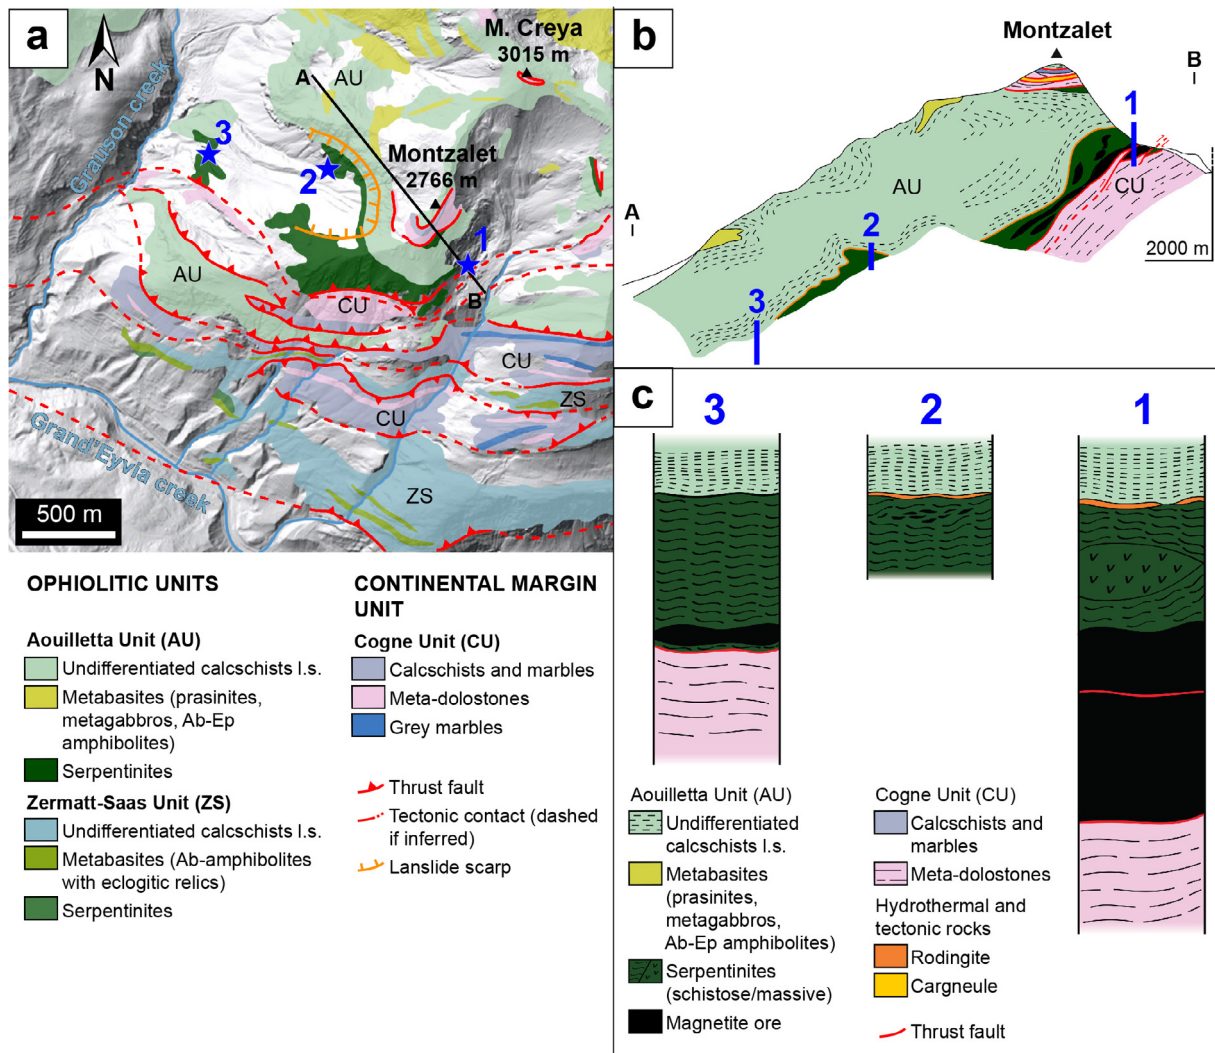 a
N
Grauson creek
M. Creya
3015 m
A
AU
3
2
Montzalet
2766 m
1
B
AU
CU
CU
ZS
CU
ZS
Grand'Eyvia creek
500 m
OPHIOLITIC UNITS
Aouilletta Unit (AU)
Undifferentiated calcschists l.s.
Metabasites (prasinites,
metagabbros, Ab-Ep
amphibolites)
Serpentinites
Zermatt-Saas Unit (ZS)
Undifferentiated calcschists l.s.
Metabasites (Ab-amphibolites
with eclogitic relics)
Serpentinites
CONTINENTAL MARGIN
UNIT
Cogne Unit (CU)
Calcschists and marbles
Meta-dolostones
Grey marbles
Thrust fault
Tectonic contact (dashed
if inferred)
Lanslide scarp
b
Montzalet
B
1
AU
CU
A
2
3
2000 m
c
3
2
1
Aouilletta Unit (AU)
Undifferentiated
calcschists l.s.
Metabasites
(prasinites,
metagabbros,
Ab-Ep amphibolites)
Serpentinites
(schistose/massive)
Magnetite ore
Cogne Unit (CU)
Calcschists and
marbles
Meta-dolostones
Hydrothermal and
tectonic rocks
Rodingite
Cargneule
Thrust fault